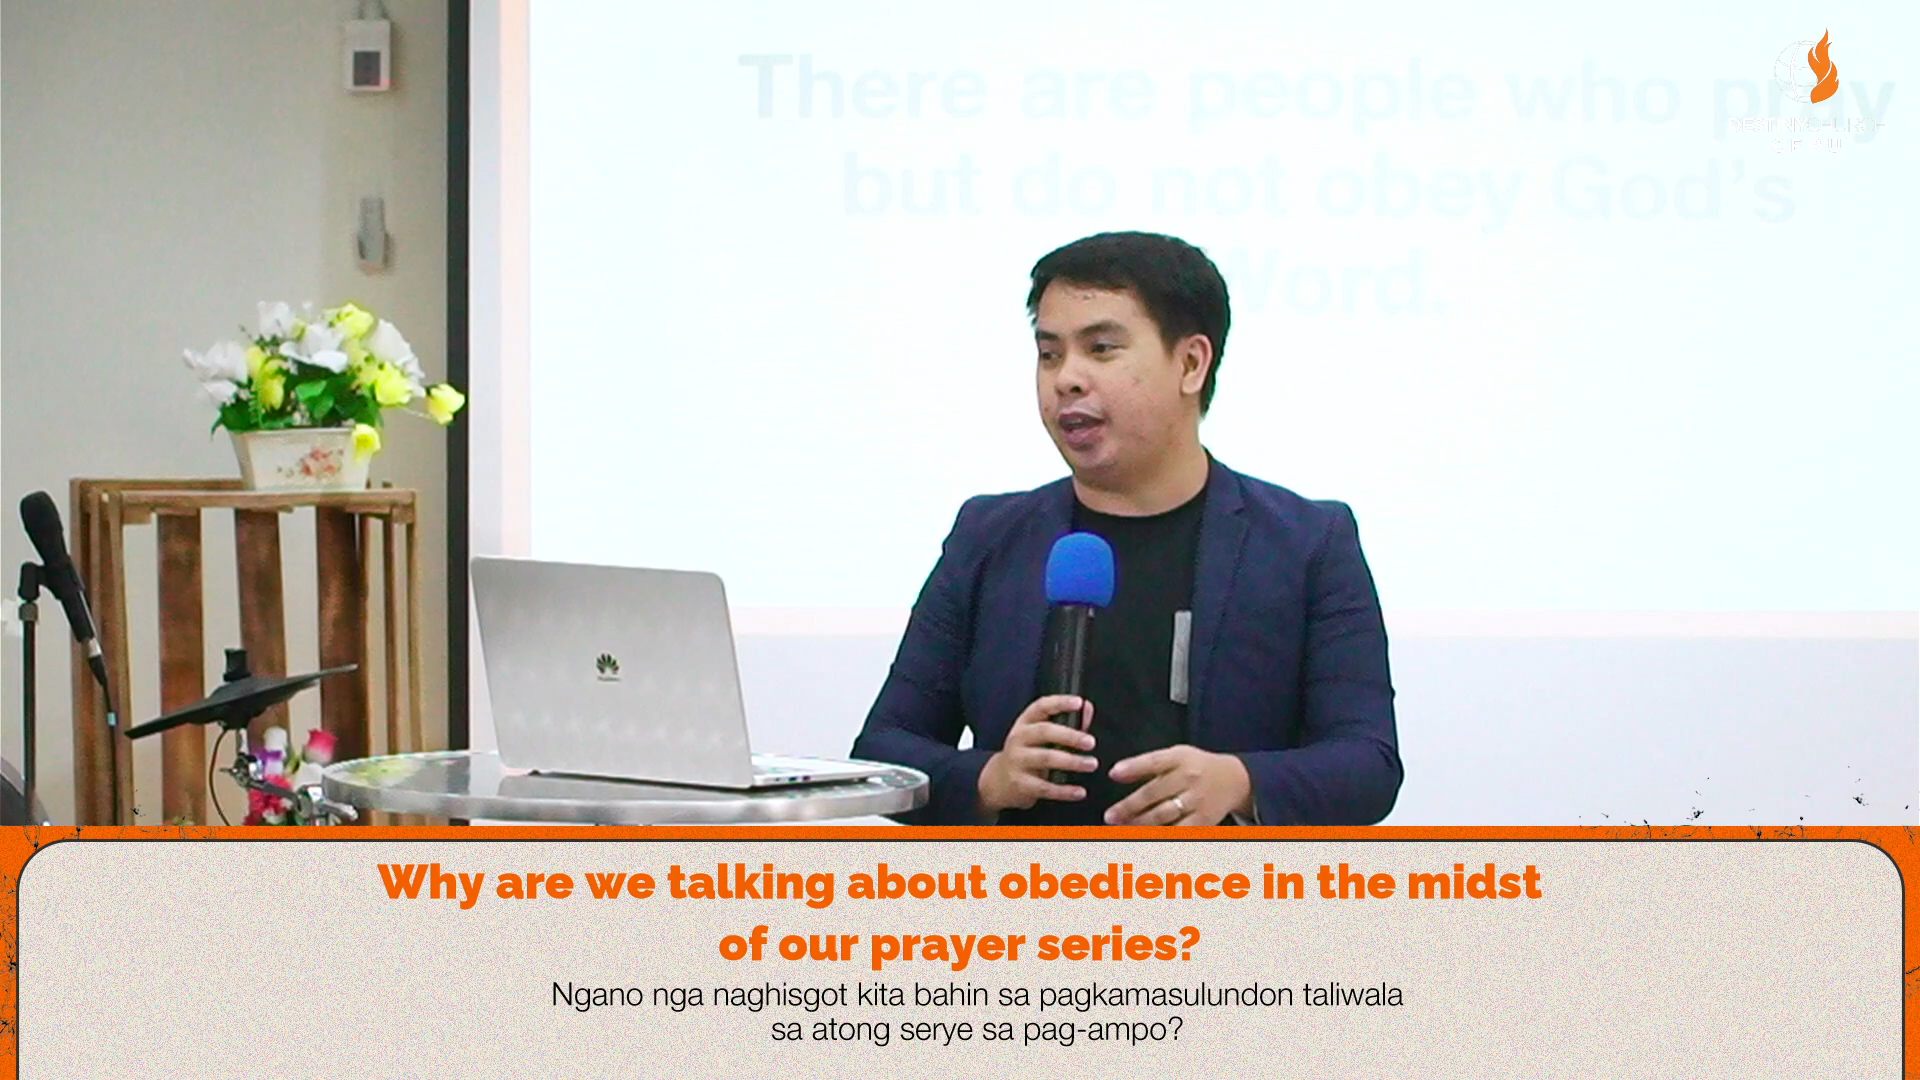 There are people who pray
but do not obey God's
Word.
Why are we talking about obedience in the midst
of our prayer series?
Ngano nga naghisgot kita bahin sa pagkamasulundon taliwala
sa atong serye sa pag-ampo?